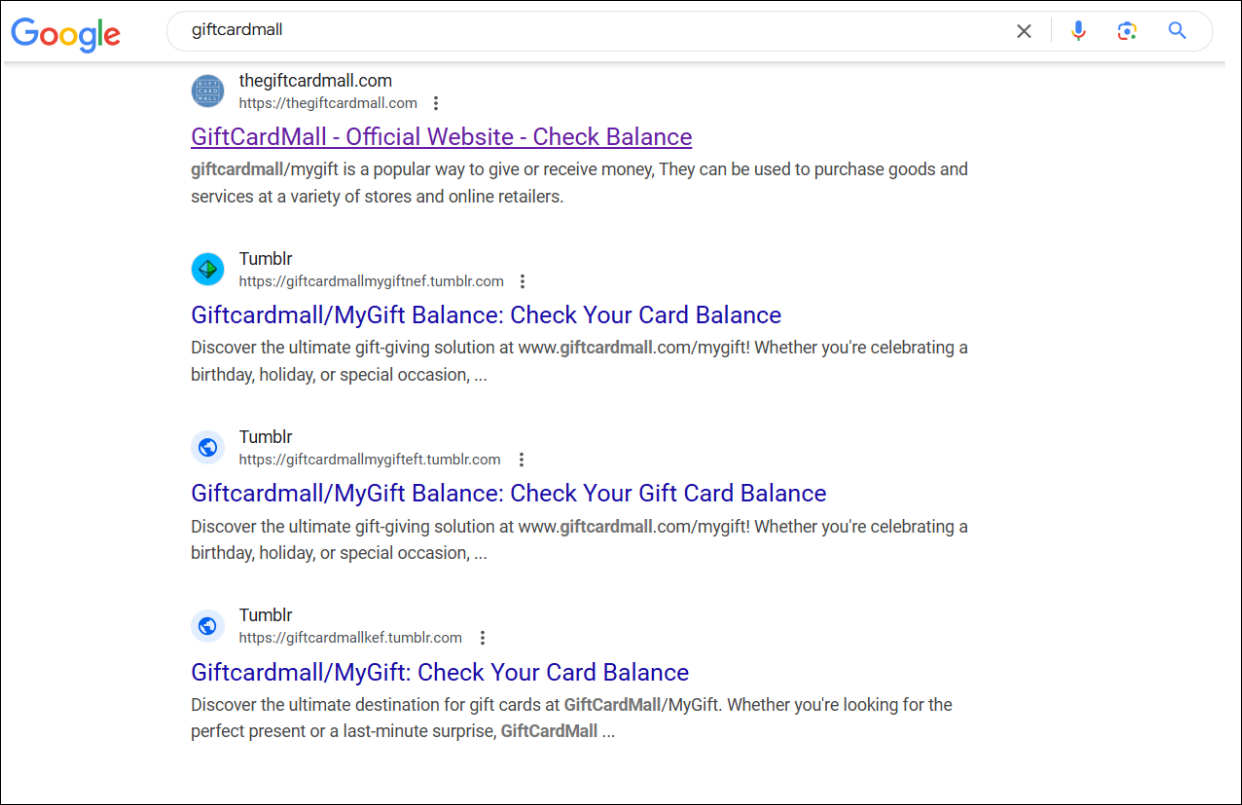 Google
giftcardmall
GIFT
CARD
MALL
thegiftcardmall.com
https://thegiftcardmall.com
GiftCardMall - Official Website - Check Balance
giftcardmall/mygift is a popular way to give or receive money, They can be used to purchase goods and
services at a variety of stores and online retailers.
Tumblr
https://giftcardmallmygiftnef.tumblr.com
Giftcardmall/MyGift Balance: Check Your Card Balance
Discover the ultimate gift-giving solution at www.giftcardmall.com/mygift! Whether you're celebrating a
birthday, holiday, or special occasion, ...
Tumblr
https://giftcardmallmygifteft.tumblr.com
Giftcardmall/MyGift Balance: Check Your Gift Card Balance
Discover the ultimate gift-giving solution at www.giftcardmall.com/mygift! Whether you're celebrating a
birthday, holiday, or special occasion, ...
Tumblr
https://giftcardmallkef.tumblr.com
Giftcardmall/MyGift: Check Your Card Balance
Discover the ultimate destination for gift cards at GiftCardMall/MyGift. Whether you're looking for the
perfect present or a last-minute surprise, GiftCardMall ...